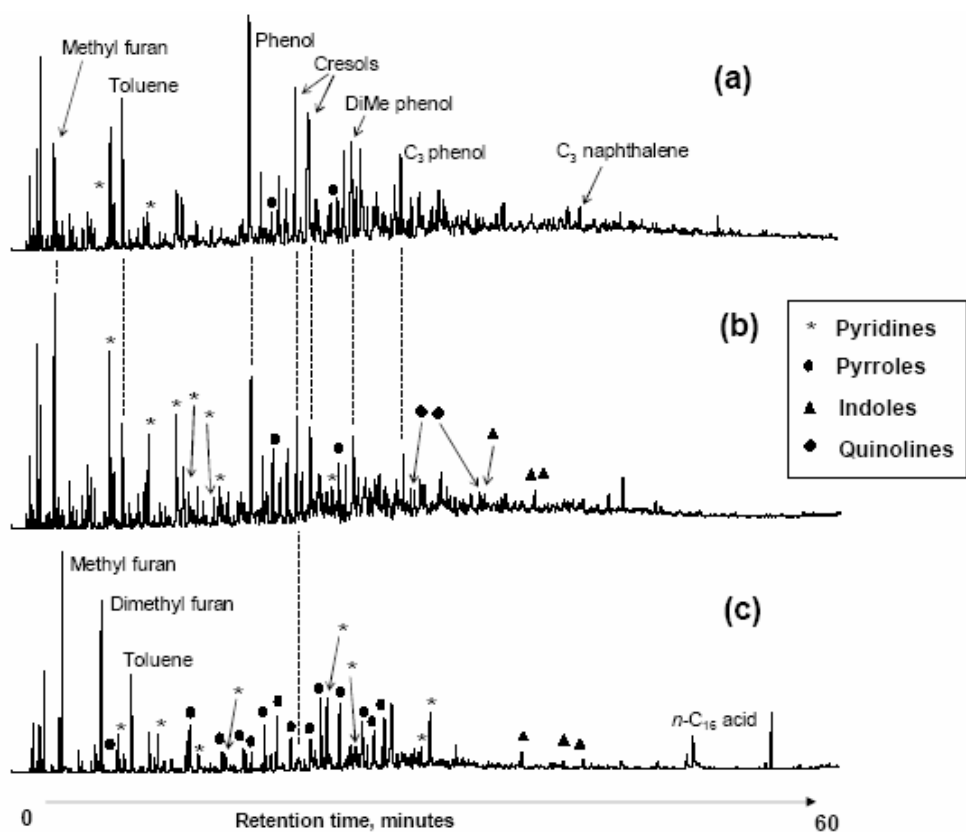 Methyl furan
Phenol
Cresols
(a)
Toluene
DiMe phenol
C₃ phenol
C₃ naphthalene
(b)
* Pyridines
Pyrroles
Indoles
Quinolines
Methyl furan
Dimethyl furan
(c)
Toluene
n-C₁₆ acid
0
Retention time, minutes
60